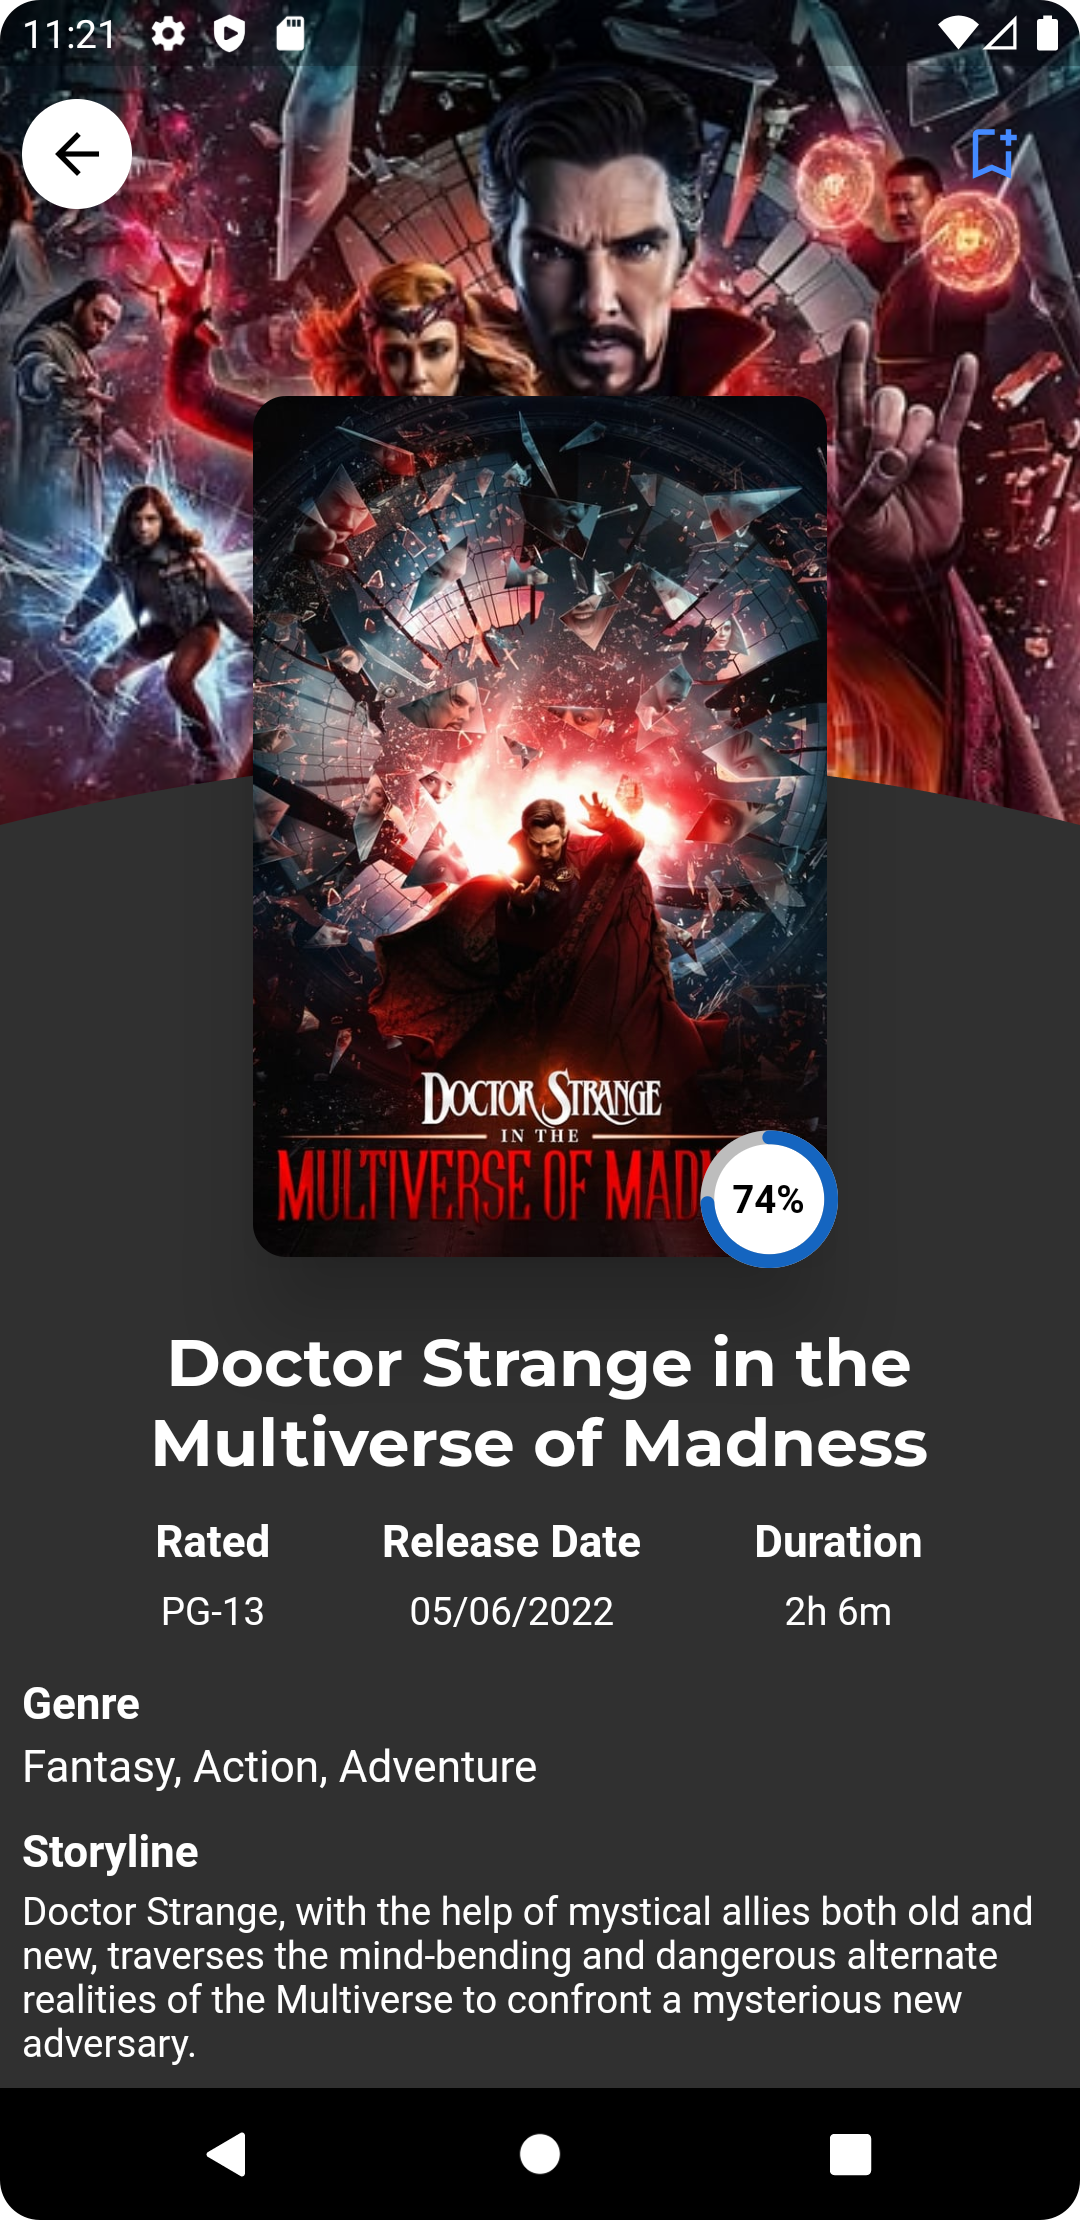 11:21
DOCTOR STRANGE
IN THE
MULTIVERSE OF
74%
Doctor Strange in the
Multiverse of Madness
Rated
Release Date
Duration
PG-13
05/06/2022
2h 6m
Genre
Fantasy, Action, Adventure
Storyline
Doctor Strange, with the help of mystical allies both old and
new, traverses the mind-bending and dangerous alternate
realities of the Multiverse to confront a mysterious new
adversary.